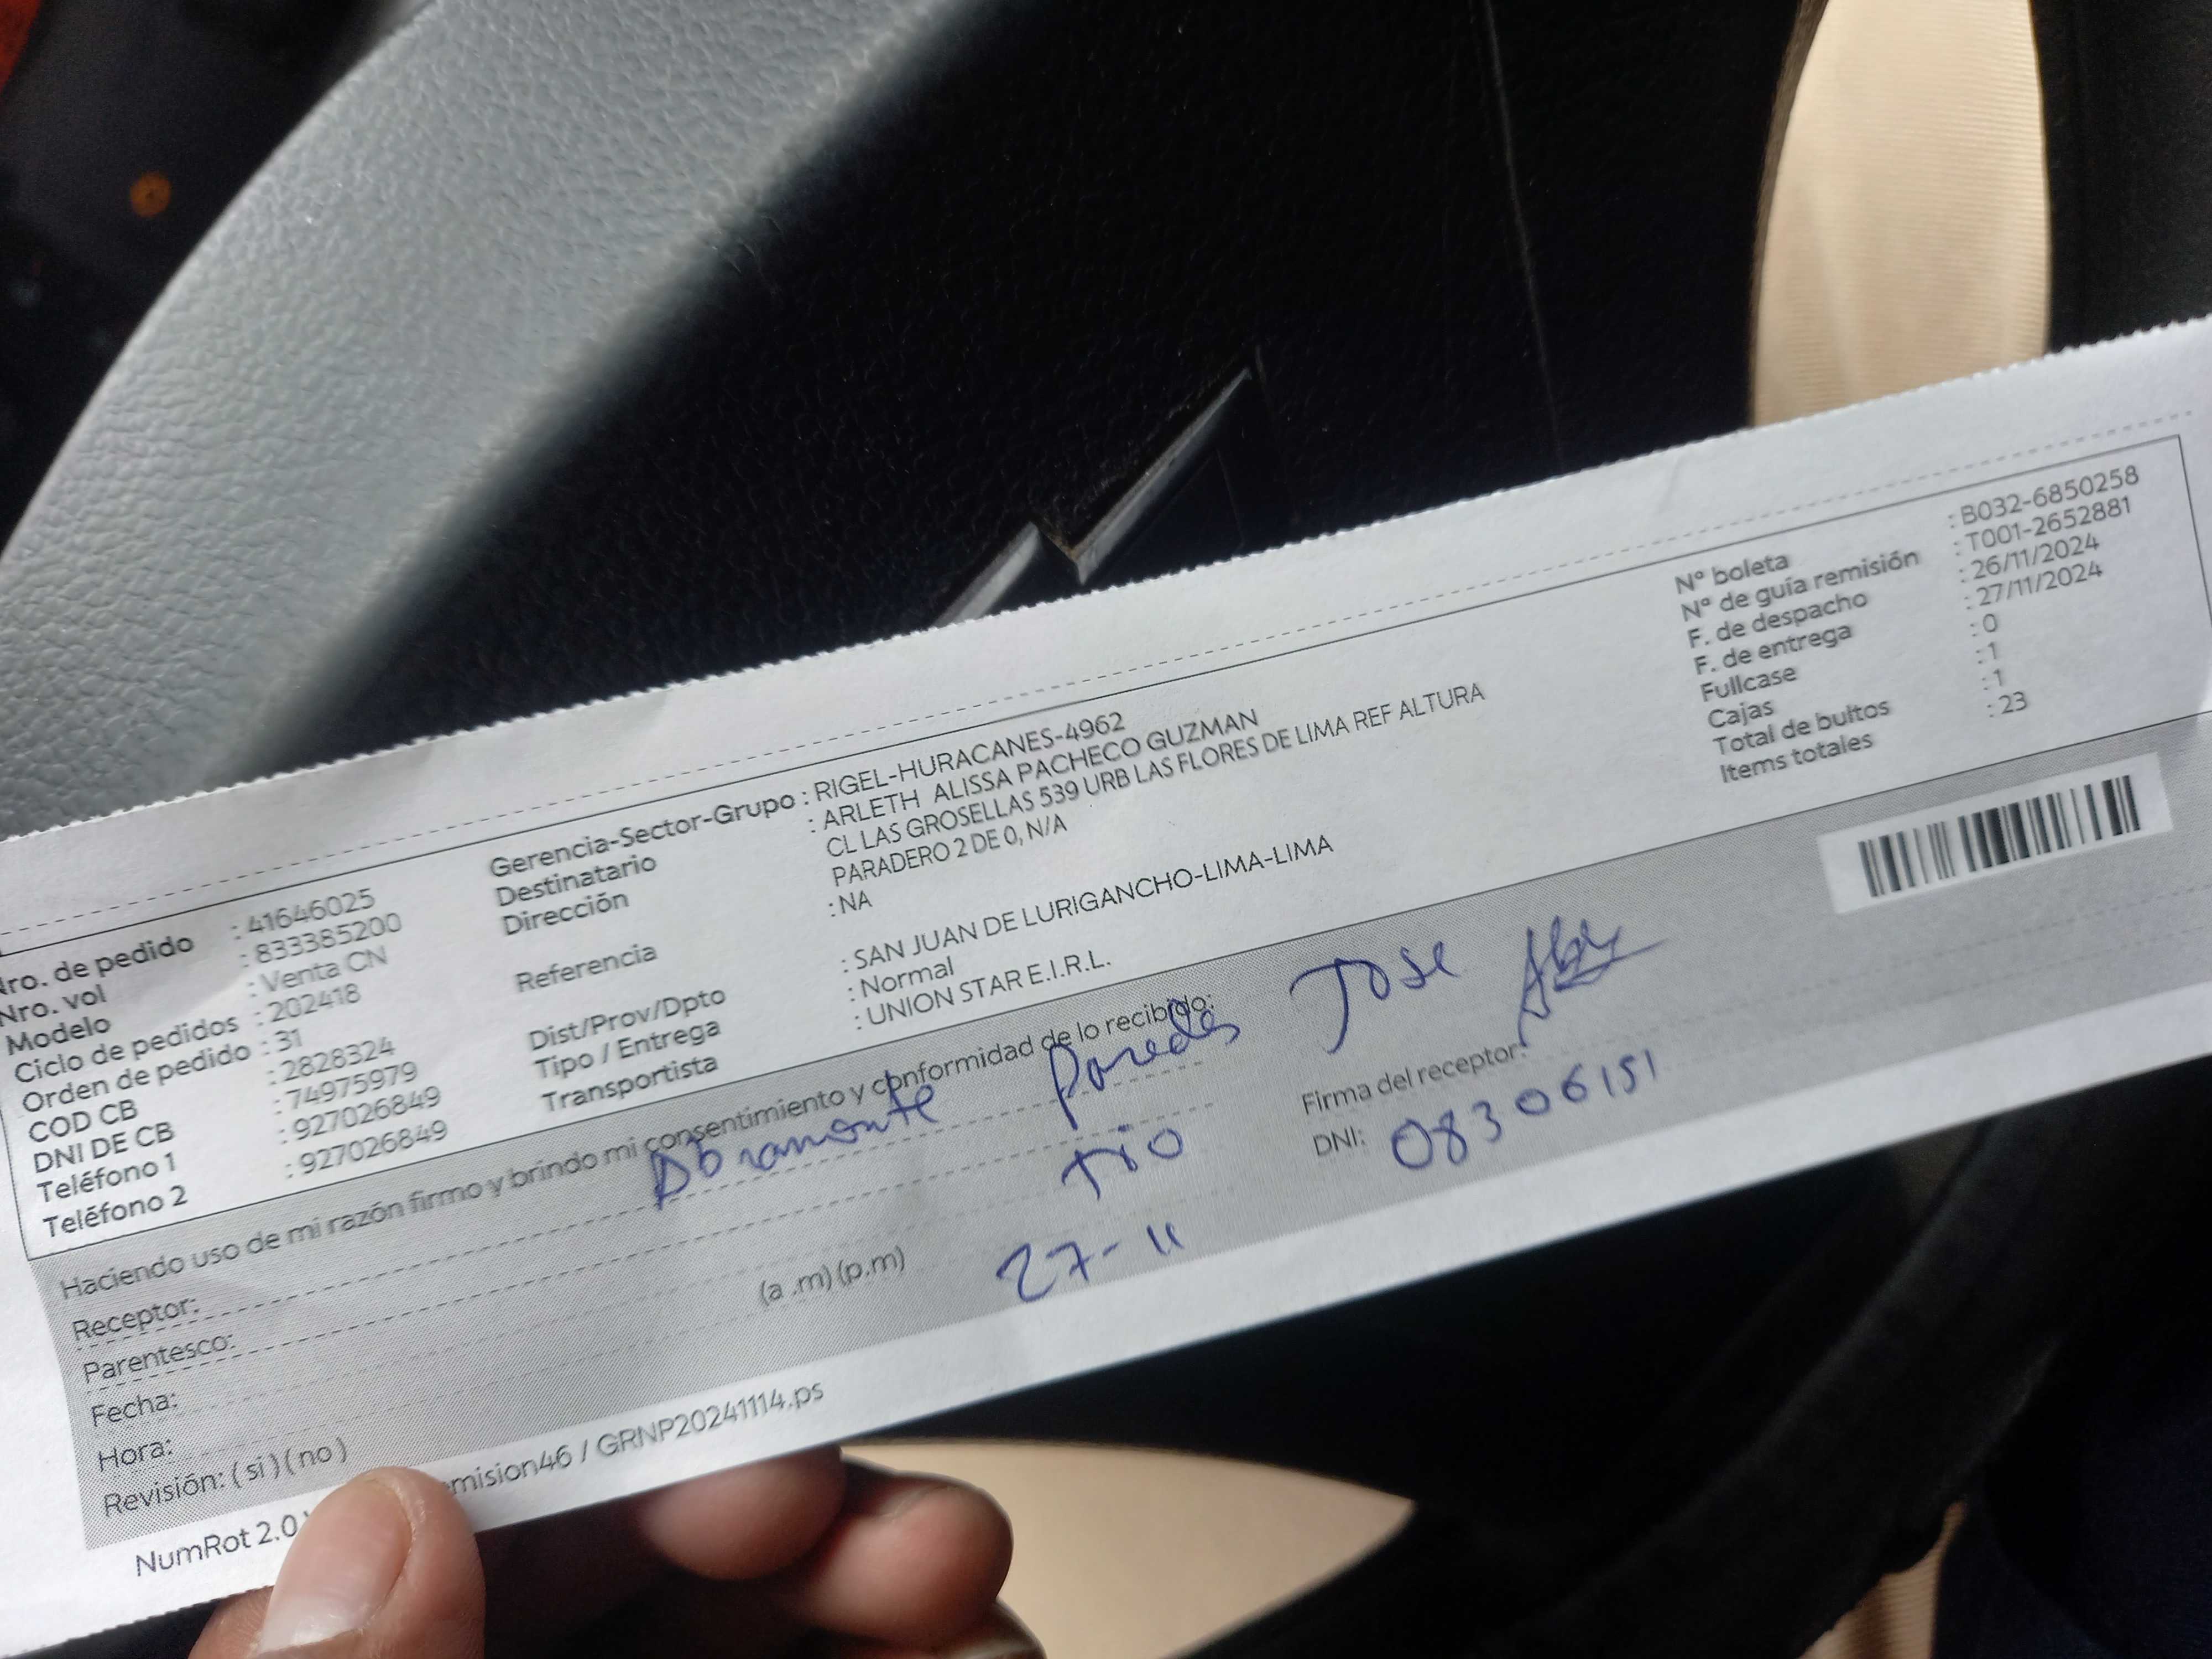 Nro. de pedido : 41646025
Nro. vol : 833385200
Modelo : Venta CN
Ciclo de pedidos : 202418
Orden de pedido : 31
COD CB : 2828324
DNI DE CB : 74975979
Teléfono 1 : 927026849
Teléfono 2 : 927026849
Gerencia-Sector-Grupo : RIGEL-HURACANES-4962
Destinatario : ARLETH ALISSA PACHECO GUZMAN
Dirección CL LAS GROSELLAS 539 URB LAS FLORES DE LIMA REF ALTURA
PARADERO 2 DE 0, N/A
Referencia : NA
Dist/Prov/Dpto : SAN JUAN DE LURIGANCHO-LIMA-LIMA
Tipo / Entrega : Normal
Transportista : UNION STAR E.I.R.L.
N° boleta : B032-6850258
N° de guía remisión : T001-2652881
F. de despacho : 26/11/2024
F. de entrega : 27/11/2024
Fullcase : 0
Cajas : 1
Total de bultos : 1
Items totales : 23
Haciendo uso de mi razón firmo y brindo mi consentimiento y conformidad de lo recibido:
Receptor: Paredes Jose
Parentesco: Tio
Fecha: 27-11
Hora: (a .m) (p.m)
Revisión: ( si ) ( no )
Firma del receptor:
DNI: 08306151
NumRot 2.0 emision46 / GRNP20241114.ps